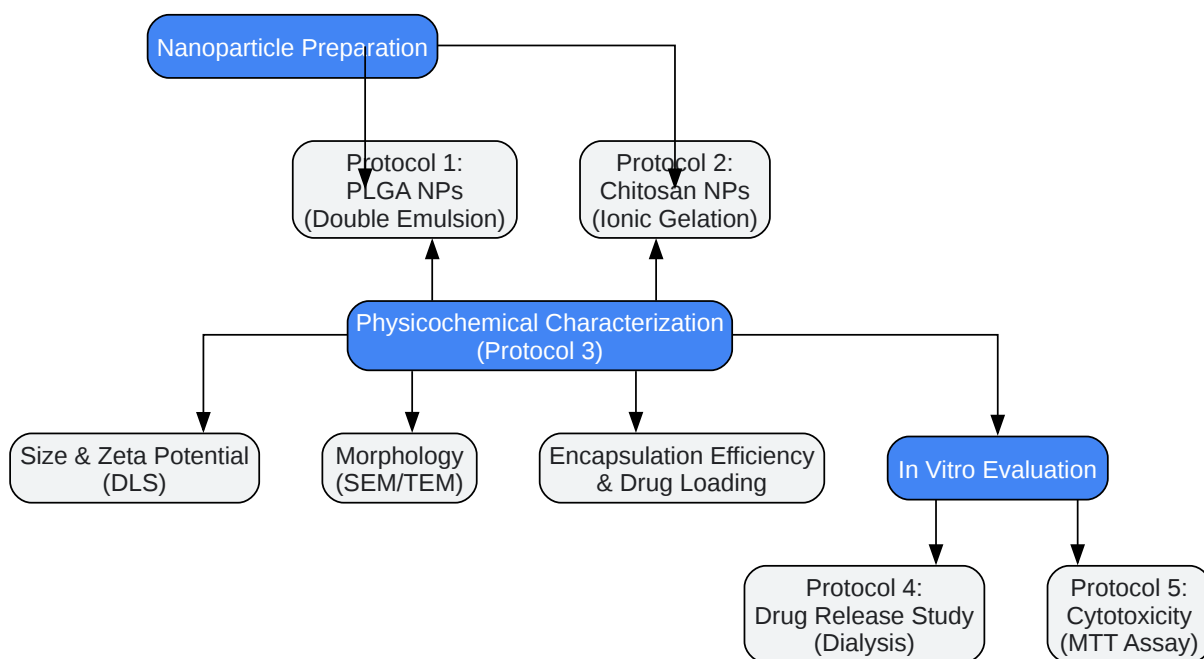 Nanoparticle Preparation
Protocol 1:
PLGA NPs
(Double Emulsion)
Protocol 2:
Chitosan NPs
(Ionic Gelation)
Physicochemical Characterization
(Protocol 3)
Size & Zeta Potential
(DLS)
Morphology
(SEM/TEM)
Encapsulation Efficiency
& Drug Loading
In Vitro Evaluation
Protocol 4:
Drug Release Study
(Dialysis)
Protocol 5:
Cytotoxicity
(MTT Assay)